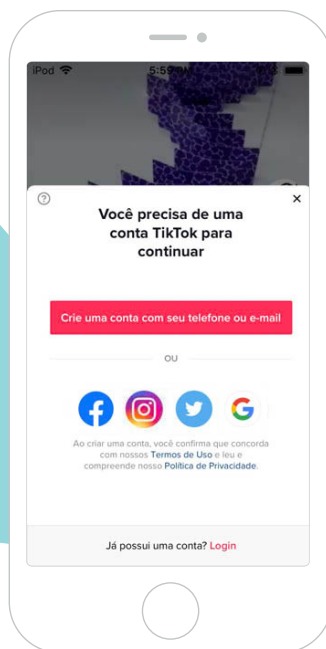 iPod 5:59
Você precisa de uma
conta TikTok para
continuar
Crie uma conta com seu telefone ou e-mail
OU
Ao criar uma conta, você confirma que concorda
com nossos Termos de Uso e leu e
compreende nosso Política de Privacidade.
Já possui uma conta? Login